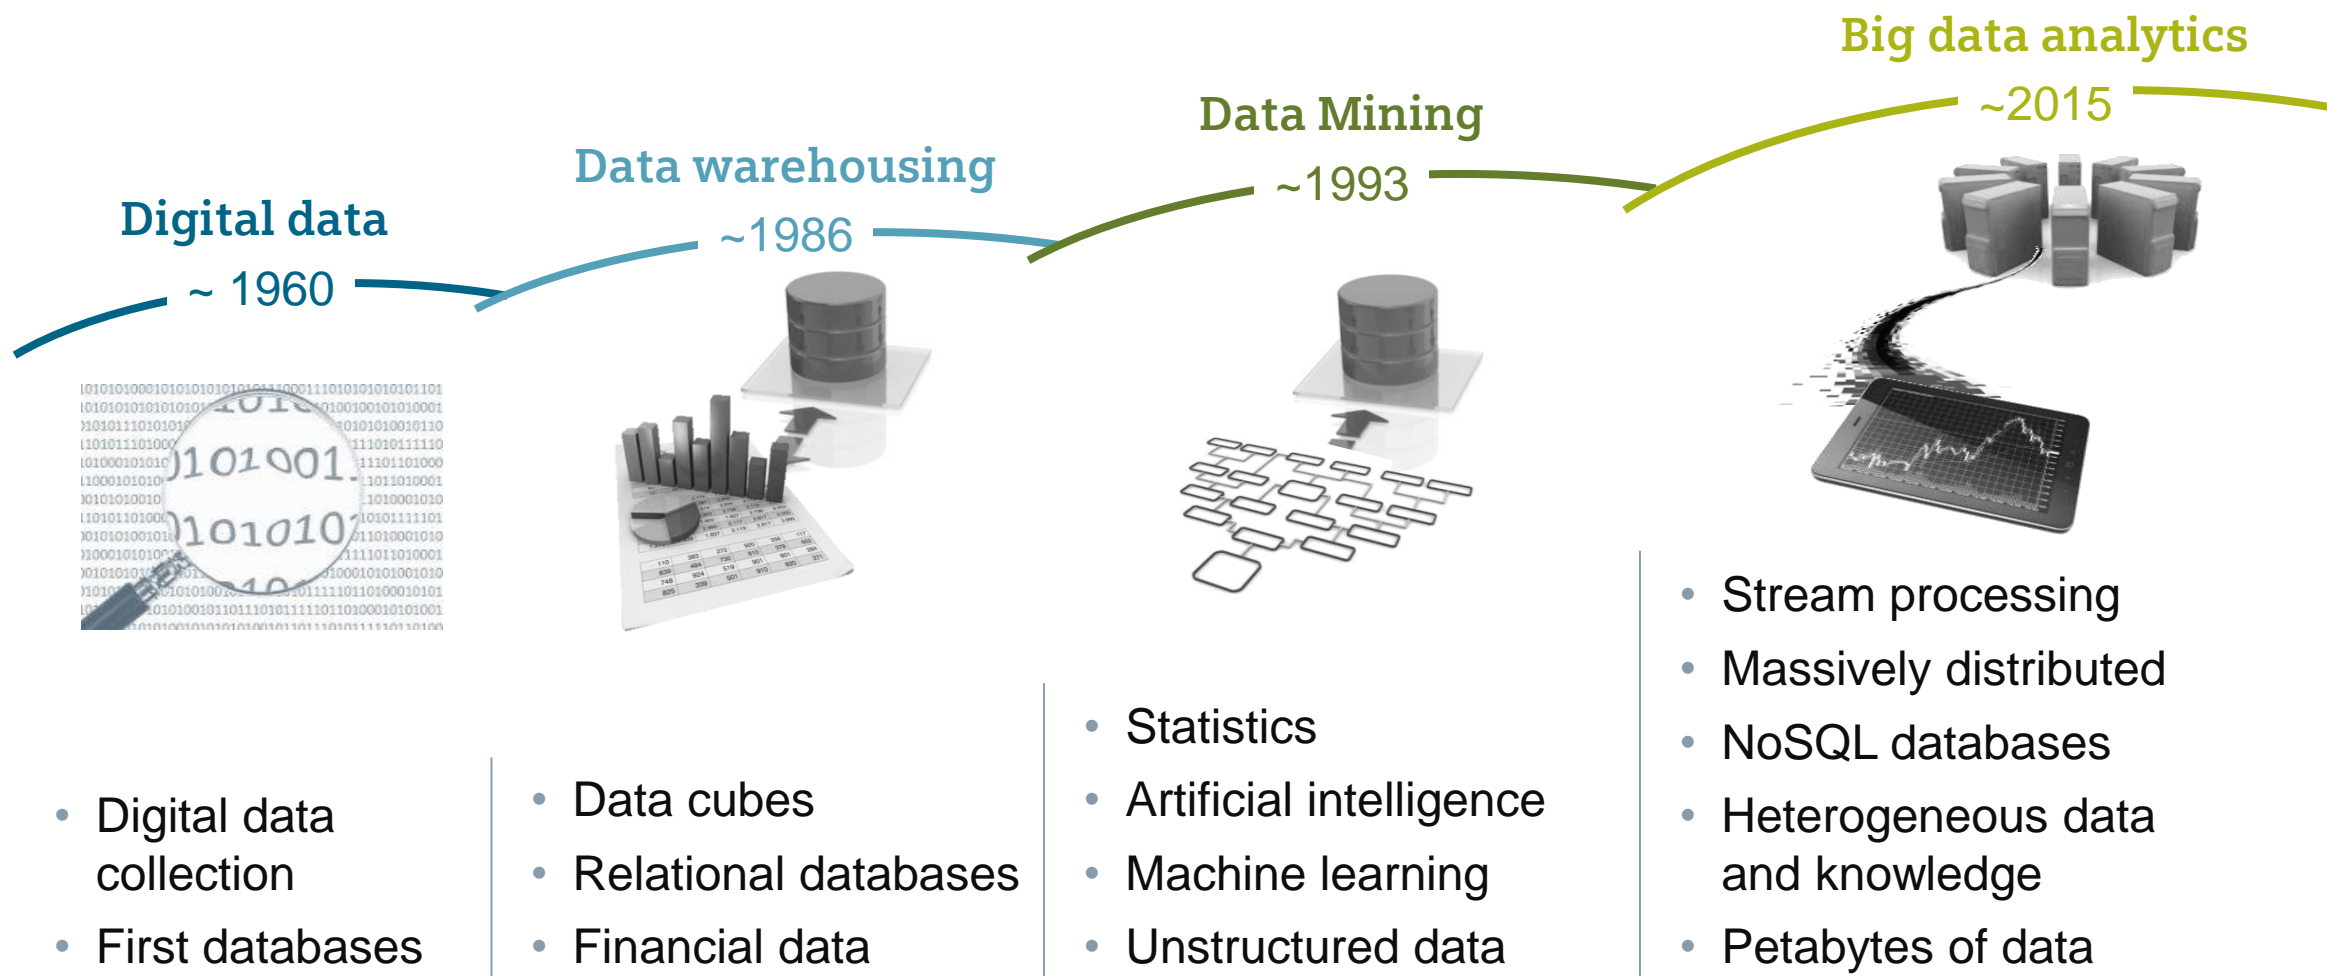 Digital data
~ 1960
Digital data
collection
First databases
Data warehousing
~1986
Data cubes
Relational databases
Financial data
Data Mining
~1993
Statistics
Artificial intelligence
Machine learning
Unstructured data
Big data analytics
~2015
Stream processing
Massively distributed
NoSQL databases
Heterogeneous data
and knowledge
Petabytes of data